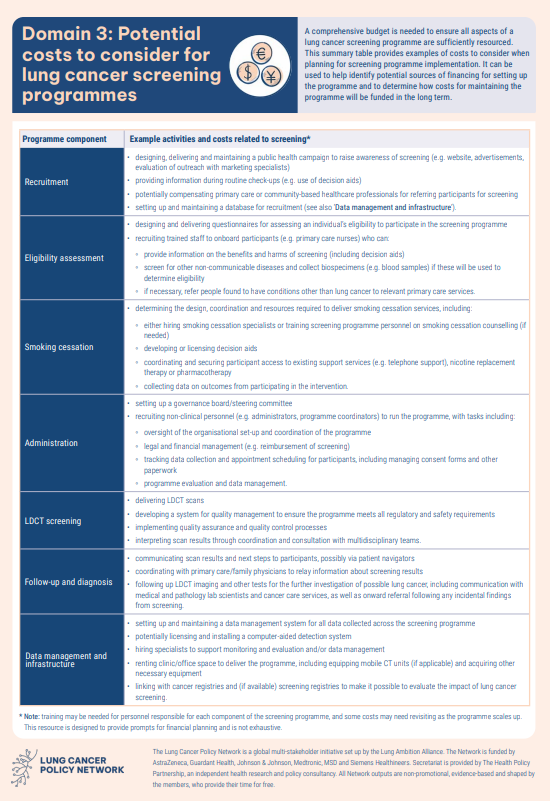 Domain 3: Potential
costs to consider for
lung cancer screening
programmes
€
$
¥
A comprehensive budget is needed to ensure all aspects of a
lung cancer screening programme are sufficiently resourced.
This summary table provides examples of costs to consider when
planning for screening programme implementation. It can be
used to help identify potential sources of financing for setting up
the programme and to determine how costs for maintaining the
programme will be funded in the long term.
Programme component
Example activities and costs related to screening*
Recruitment
• designing, delivering and maintaining a public health campaign to raise awareness of screening (e.g. website, advertisements,
evaluation of outreach with marketing specialists)
• providing information during routine check-ups (e.g. use of decision aids)
• potentially compensating primary care or community-based healthcare professionals for referring participants for screening
• setting up and maintaining a database for recruitment (see also 'Data management and infrastructure').
Eligibility assessment
• designing and delivering questionnaires for assessing an individual's eligibility to participate in the screening programme
• recruiting trained staff to onboard participants (e.g. primary care nurses) who can:
• provide information on the benefits and harms of screening (including decision aids)
• screen for other non-communicable diseases and collect biospecimens (e.g. blood samples) if these will be used to
determine eligibility
• if necessary, refer people found to have conditions other than lung cancer to relevant primary care services.
Smoking cessation
• determining the design, coordination and resources required to deliver smoking cessation services, including:
• either hiring smoking cessation specialists or training screening programme personnel on smoking cessation counselling (if
needed)
• developing or licensing decision aids
• coordinating and securing participant access to existing support services (e.g. telephone support), nicotine replacement
therapy or pharmacotherapy
• collecting data on outcomes from participating in the intervention.
Administration
• setting up a governance board/steering committee
• recruiting non-clinical personnel (e.g. administrators, programme coordinators) to run the programme, with tasks including:
• oversight of the organisational set-up and coordination of the programme
• legal and financial management (e.g. reimbursement of screening)
• tracking data collection and appointment scheduling for participants, including managing consent forms and other
paperwork
• programme evaluation and data management.
LDCT screening
• delivering LDCT scans
• developing a system for quality management to ensure the programme meets all regulatory and safety requirements
• implementing quality assurance and quality control processes
• interpreting scan results through coordination and consultation with multidisciplinary teams.
Follow-up and diagnosis
• communicating scan results and next steps to participants, possibly via patient navigators
• coordinating with primary care/family physicians to relay information about screening results
• following up LDCT imaging and other tests for the further investigation of possible lung cancer, including communication with
medical and pathology lab scientists and cancer care services, as well as onward referral following any incidental findings
from screening.
Data management and
infrastructure
• setting up and maintaining a data management system for all data collected across the screening programme
• potentially licensing and installing a computer-aided detection system
• hiring specialists to support monitoring and evaluation and/or data management
• renting clinic/office space to deliver the programme, including equipping mobile CT units (if applicable) and acquiring other
necessary equipment
• linking with cancer registries and (if available) screening registries to make it possible to evaluate the impact of lung cancer
screening.
* Note: training may be needed for personnel responsible for each component of the screening programme, and some costs may need revisiting as the programme scales up.
This resource is designed to provide prompts for financial planning and is not exhaustive.
LUNG CANCER
POLICY NETWORK
The Lung Cancer Policy Network is a global multi-stakeholder initiative set up by the Lung Ambition Alliance. The Network is funded by
AstraZeneca, Guardant Health, Johnson & Johnson, Medtronic, MSD and Siemens Healthineers. Secretariat is provided by The Health Policy
Partnership, an independent health research and policy consultancy. All Network outputs are non-promotional, evidence-based and shaped by
the members, who provide their time for free.